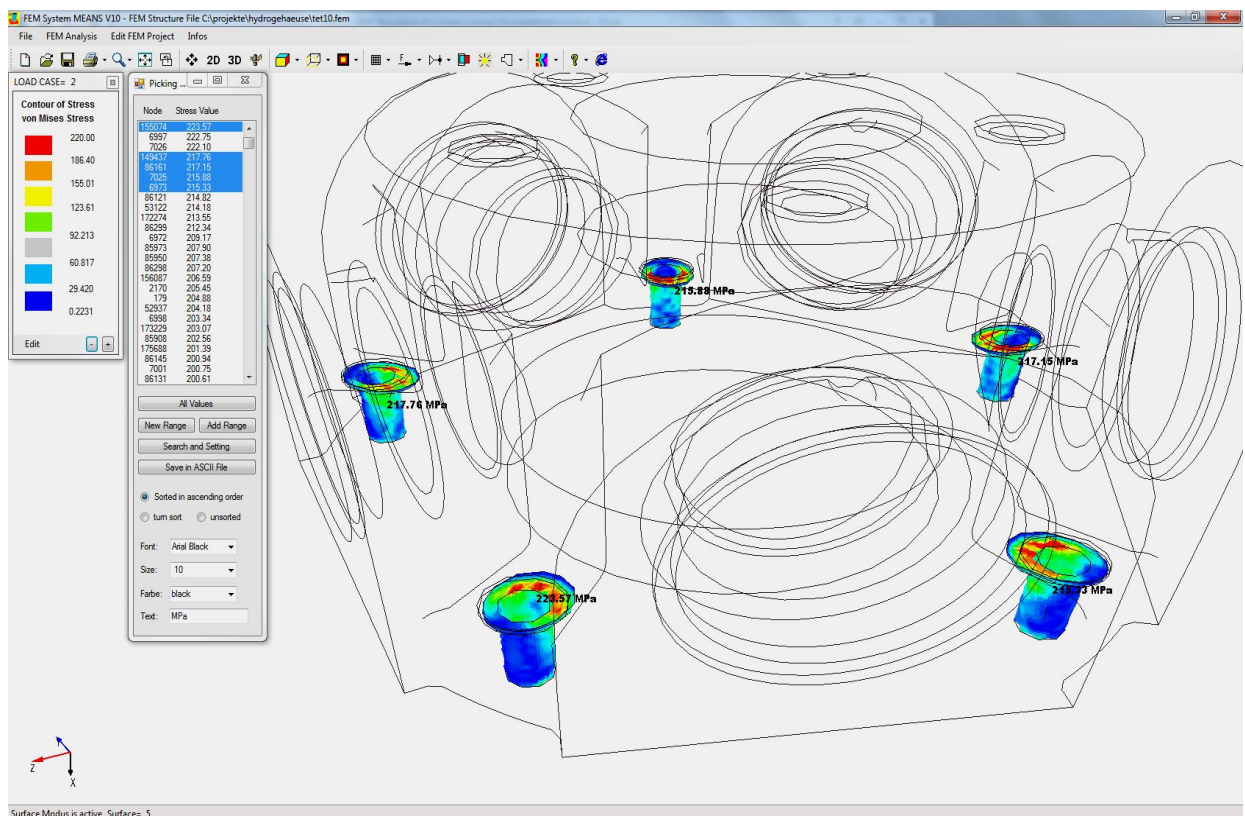 FEM System MEANS V10 - FEM Structure File C:\projekte\hydrogehaeuse\tet10.fem
File FEM Analysis Edit FEM Project Infos
2D 3D
LOAD CASE= 2
Contour of Stress
von Mises Stress
220.00
186.40
155.01
123.61
92.213
60.817
29.420
0.2231
Edit - +
Picking ...
Node Stress Value
155074 223.57
6997 222.75
7026 222.10
149437 217.76
86161 217.15
7025 215.88
6973 215.33
86121 214.82
53122 214.18
172274 213.55
86299 212.34
6972 209.17
85973 207.90
85950 207.38
86298 207.20
156087 206.59
2170 205.45
179 204.88
52937 204.18
6998 203.34
173229 203.07
85908 202.56
175688 201.39
86145 200.94
7001 200.75
86131 200.61
All Values
New Range Add Range
Search and Setting
Save in ASCII File
Sorted in ascending order
turn sort unsorted
Font: Arial Black
Size: 10
Farbe: black
Text: MPa
215.88 MPa
217.15 MPa
217.76 MPa
223.57 MPa
215.33 MPa
Y
Z
X
Surface Modus is active, Surface= 5